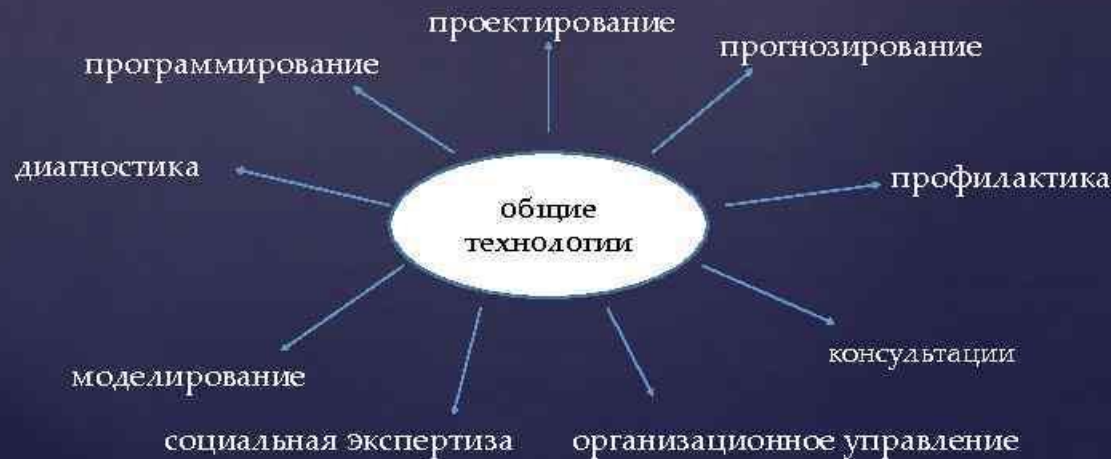 проектирование
программирование
прогнозирование
диагностика
профилактика
общие
технологии
моделирование
консультации
социальная экспертиза
организационное управление